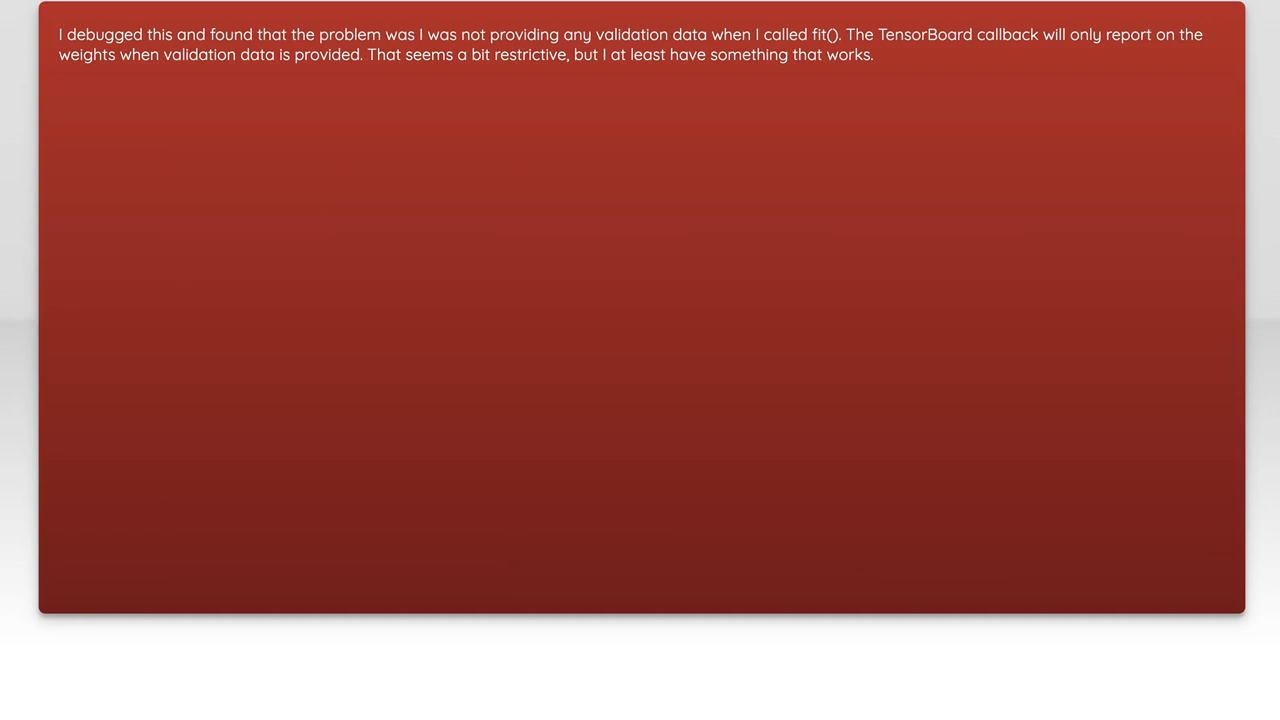 I debugged this and found that the problem was I was not providing any validation data when I called fit(). The TensorBoard callback will only report on the
weights when validation data is provided. That seems a bit restrictive, but I at least have something that works.